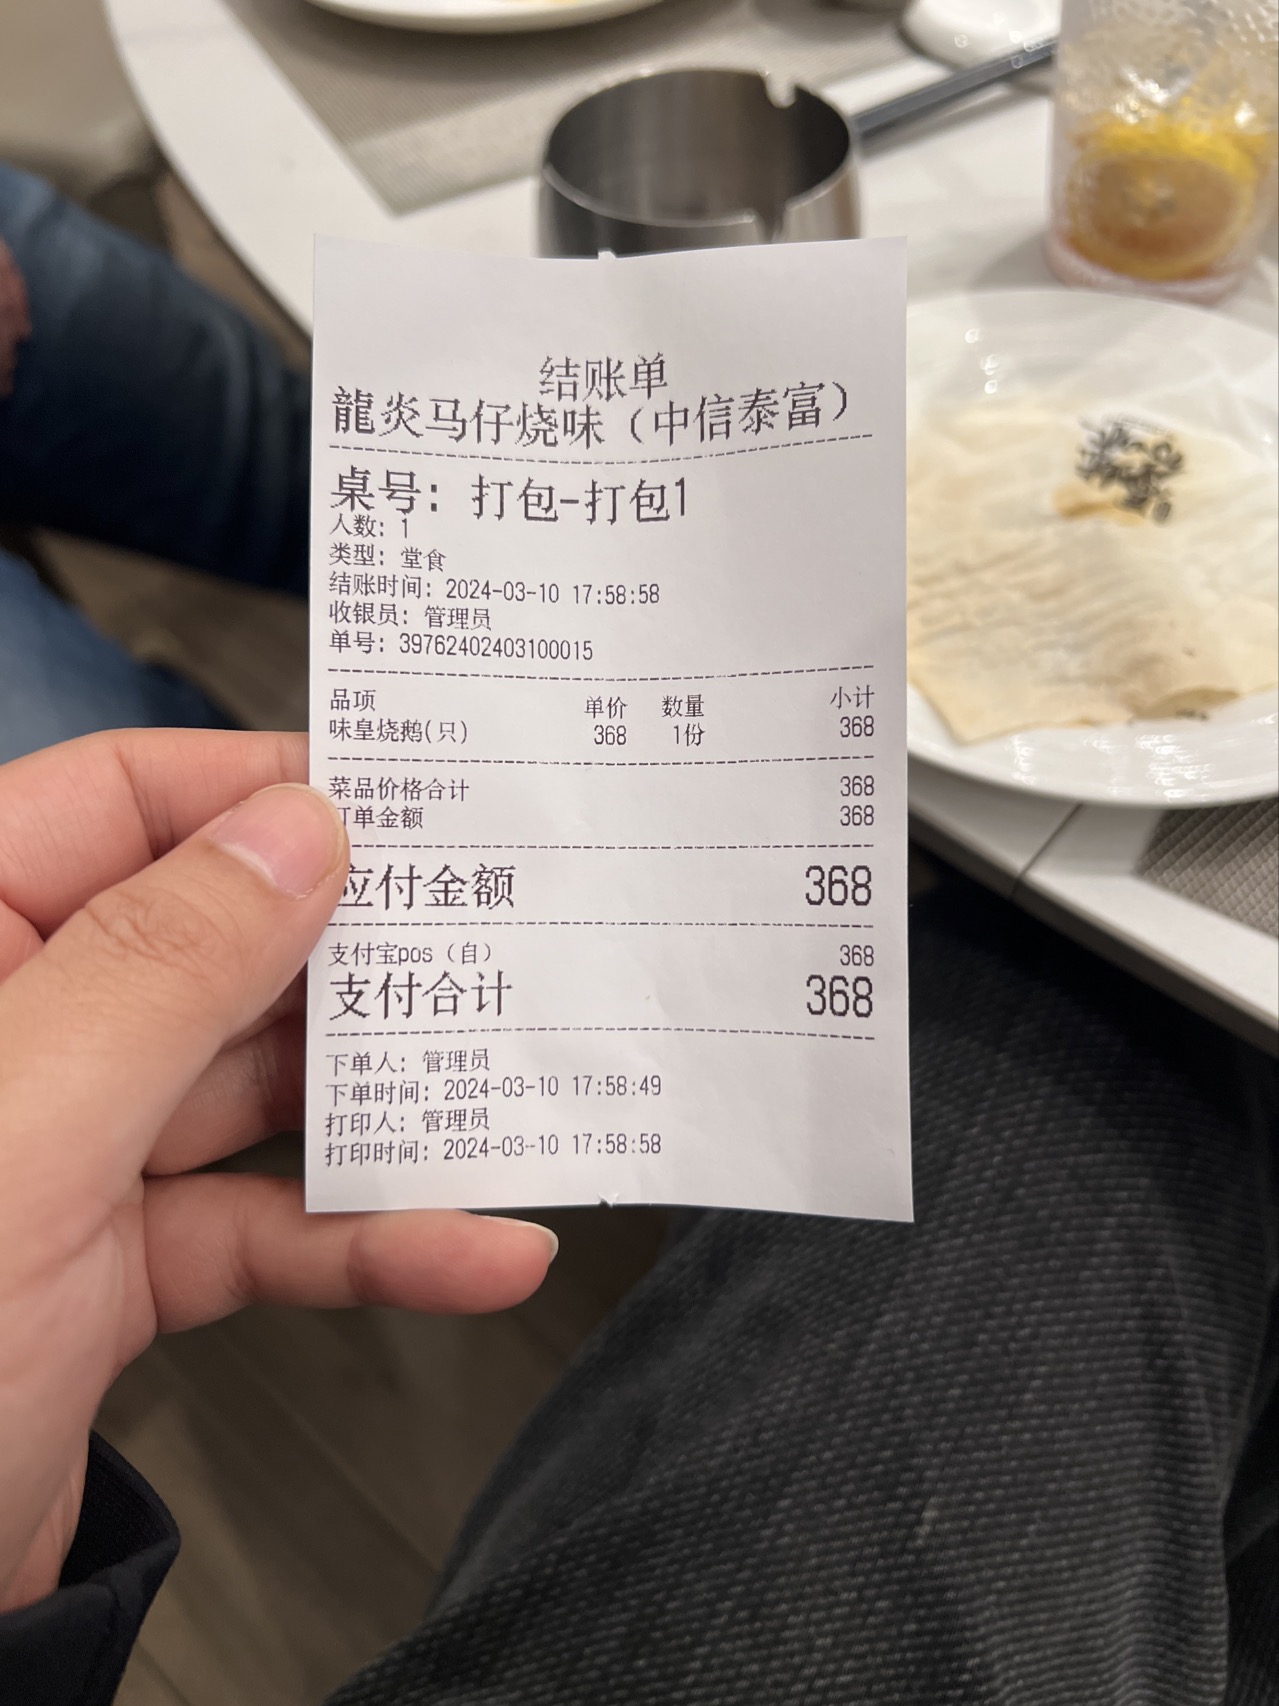 结账单
龍炎马仔烧味（中信泰富）
桌号：打包-打包1
人数：1
类型：堂食
结账时间：2024-03-10 17:58:58
收银员：管理员
单号：39762402403100015
品项 单价 数量 小计
味皇烧鹅(只) 368 1份 368
菜品价格合计 368
订单金额 368
应付金额 368
支付宝pos（自） 368
支付合计 368
下单人：管理员
下单时间：2024-03-10 17:58:49
打印人：管理员
打印时间：2024-03-10 17:58:58